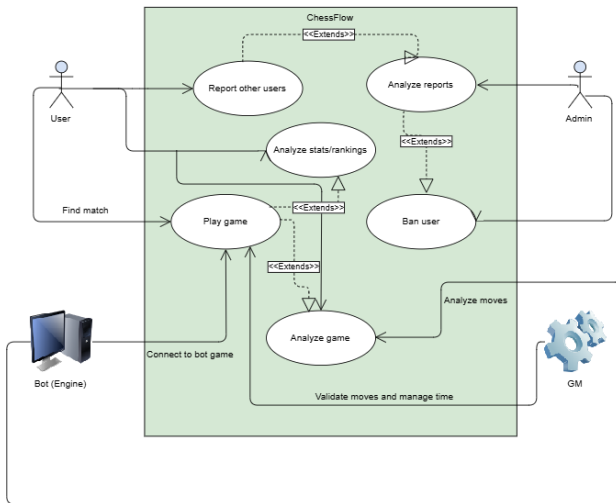 ChessFlow
<<Extends>>
User
Report other users
Analyze reports
Admin
<<Extends>>
Analyze stats/rankings
<<Extends>>
Find match
Play game
Ban user
<<Extends>>
Analyze moves
Analyze game
Connect to bot game
Bot (Engine)
GM
Validate moves and manage time